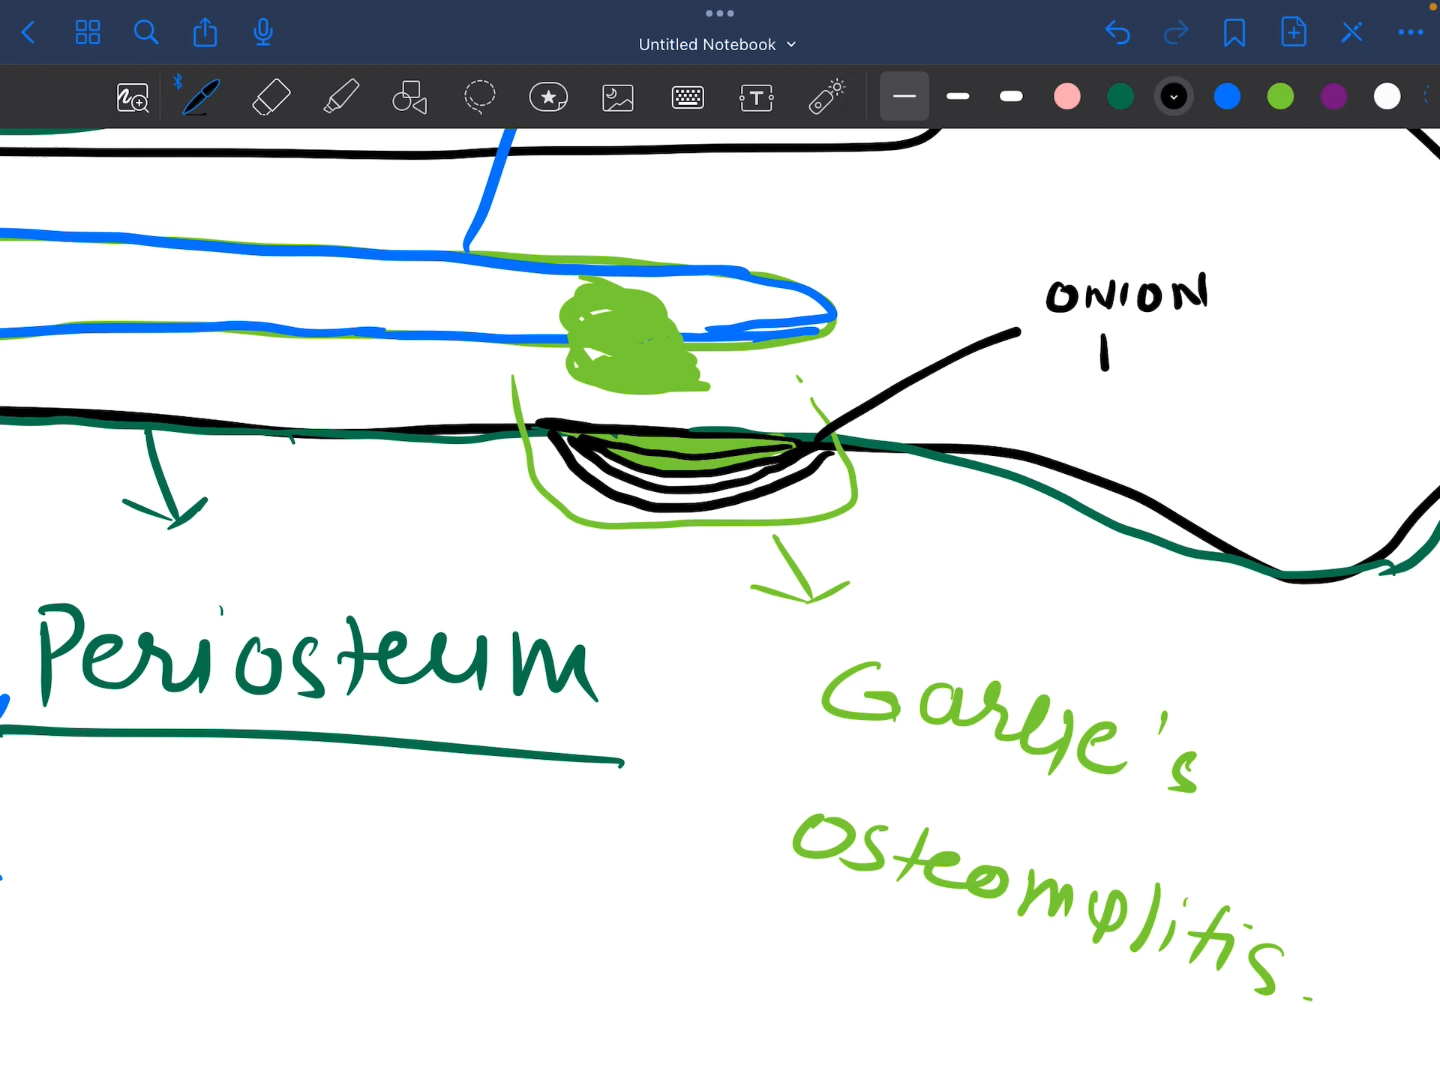 Untitled Notebook
T
ONION
I
Periosteum
Garre's
Osteomylitis.